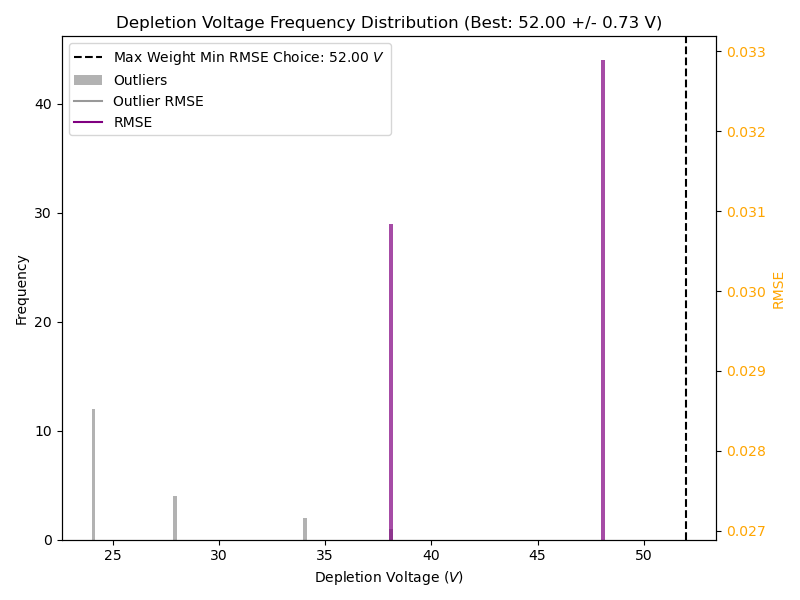 Depletion Voltage Frequency Distribution (Best: 52.00 +/- 0.73 V)
Max Weight Min RMSE Choice: 52.00 V
Outliers
Outlier RMSE
RMSE
Frequency
0
10
20
30
40
25
30
35
40
45
50
Depletion Voltage (V)
0.033
0.032
0.031
0.030
0.029
0.028
0.027
RMSE